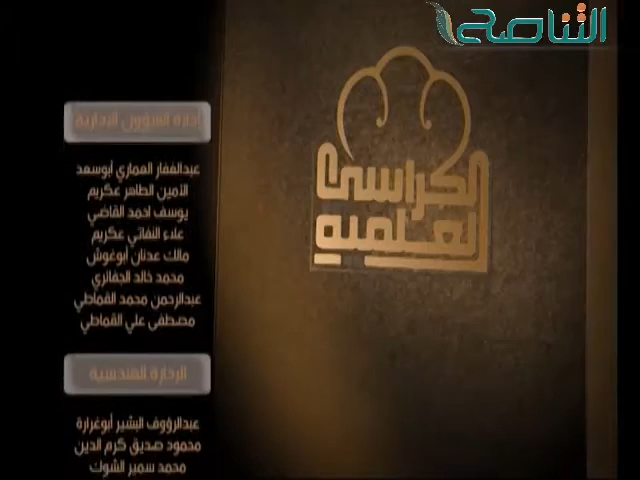 التناصح
الكراسي
العلمية
إدارة الشؤون الإدارية
عبدالغفار العماري أبوسعد
الأمين الطاهر عكريم
يوسف احمد القاضي
علاء النفاتي عكريم
مالك عدنان أبوغوش
محمد خالد الجفائري
عبدالرحمن محمد القماطي
مصطفى علي القماطي
الإدارة الهندسية
عبدالرؤوف البشير أبوغرارة
محمود صديق كرم الدين
محمد سمير الشوك